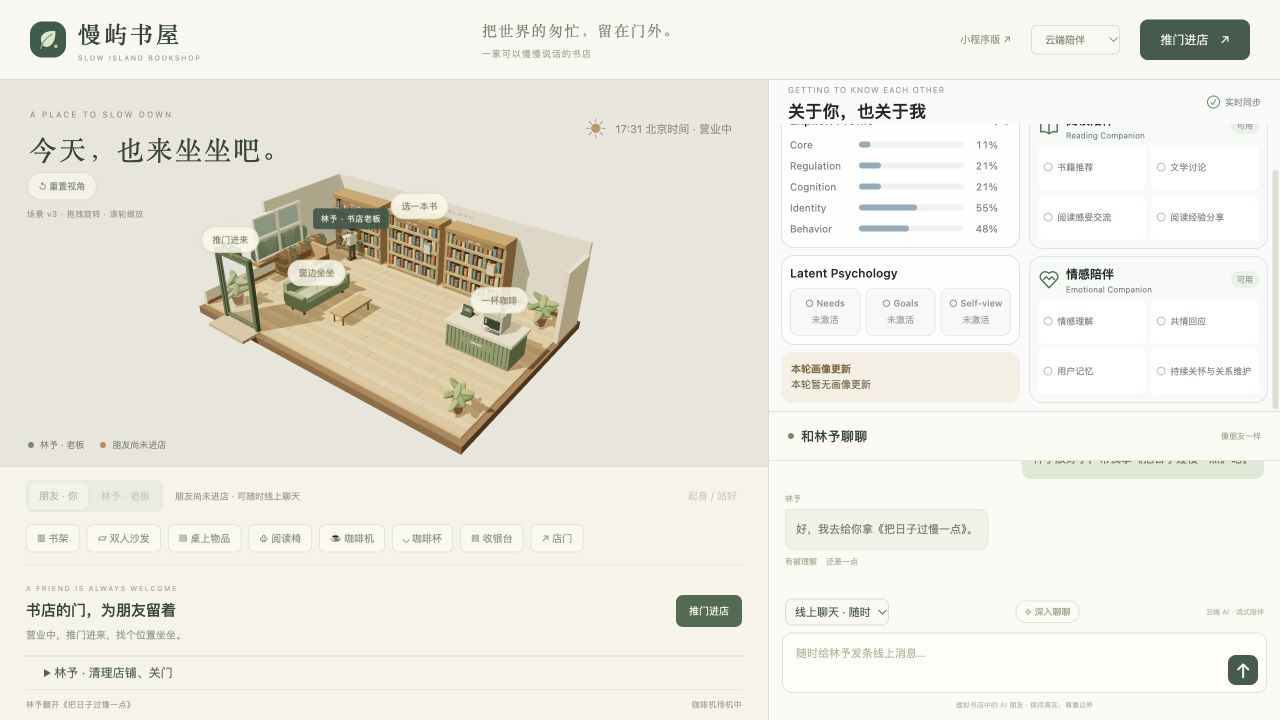 慢屿书屋
SLOW ISLAND BOOKSHOP
把世界的匆忙，留在门外。
一家可以慢慢说话的书店
小程序版 ↗
云端陪伴
推门进店 ↗
A PLACE TO SLOW DOWN
今天，也来坐坐吧。
17:31 北京时间 · 营业中
重置视角
场景 v3 · 拖拽旋转 · 滚轮缩放
选一本书
林予 · 书店老板
推门进来
窗边坐坐
一杯咖啡
林予 · 老板
朋友尚未进店
朋友 · 你
林予 · 老板
朋友尚未进店 · 可随时线上聊天
起身 / 站好
书架
双人沙发
桌上物品
阅读椅
咖啡机
咖啡杯
收银台
店门
A FRIEND IS ALWAYS WELCOME
书店的门，为朋友留着
营业中，推门进来，找个位置坐坐。
推门进店
▶ 林予 · 清理店铺、关门
林予翻开《把日子过慢一点》
咖啡机待机中
GETTING TO KNOW EACH OTHER
关于你，也关于我
实时同步
Core 11%
Regulation 21%
Cognition 21%
Identity 55%
Behavior 48%
Latent Psychology
Needs
未激活
Goals
未激活
Self-view
未激活
本轮画像更新
本轮暂无画像更新
Reading Companion
可用
书籍推荐
文学讨论
阅读感受交流
阅读经验分享
情感陪伴
Emotional Companion
可用
情感理解
共情回应
用户记忆
持续关怀与关系维护
和林予聊聊
像朋友一样
林予
好，我去给你拿《把日子过慢一点》。
有被理解 还差一点
线上聊天 · 随时
深入聊聊
云端 AI · 流式陪伴
随时给林予发条线上消息…
虚拟书店中的 AI 朋友 · 保持真实，尊重边界